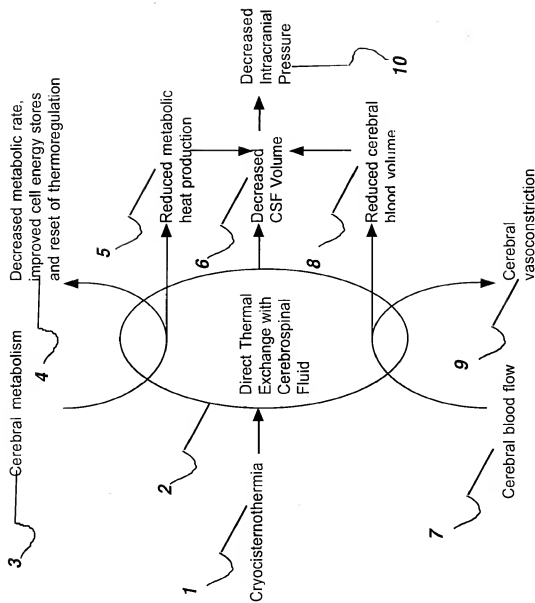 3
Cerebral metabolism
4
Decreased metabolic rate,
improved cell energy stores
and reset of thermoregulation
5
Reduced metabolic
heat production
2
1
Cryocisternothermia
Direct Thermal
Exchange with
Cerebrospinal
Fluid
6
Decreased
CSF Volume
Decreased
Intracranial
Pressure
10
8
Reduced cerebral
blood volume
7
Cerebral blood flow
9
Cerebral
vasoconstriction